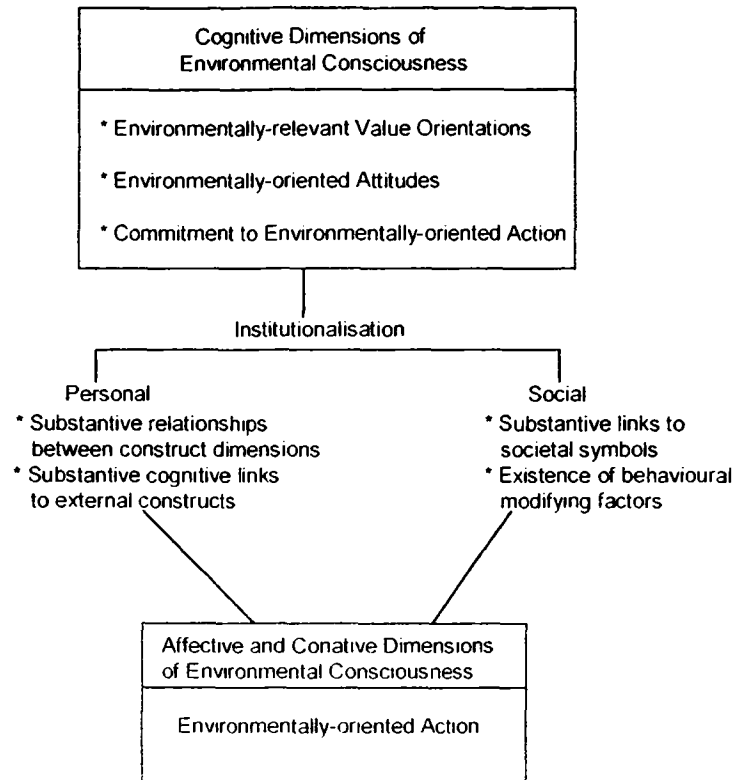 Cognitive Dimensions of
Environmental Consciousness
* Environmentally-relevant Value Orientations
* Environmentally-oriented Attitudes
* Commitment to Environmentally-oriented Action
Institutionalisation
Personal
* Substantive relationships
between construct dimensions
* Substantive cognitive links
to external constructs
Social
* Substantive links to
societal symbols
* Existence of behavioural
modifying factors
Affective and Conative Dimensions
of Environmental Consciousness
Environmentally-oriented Action